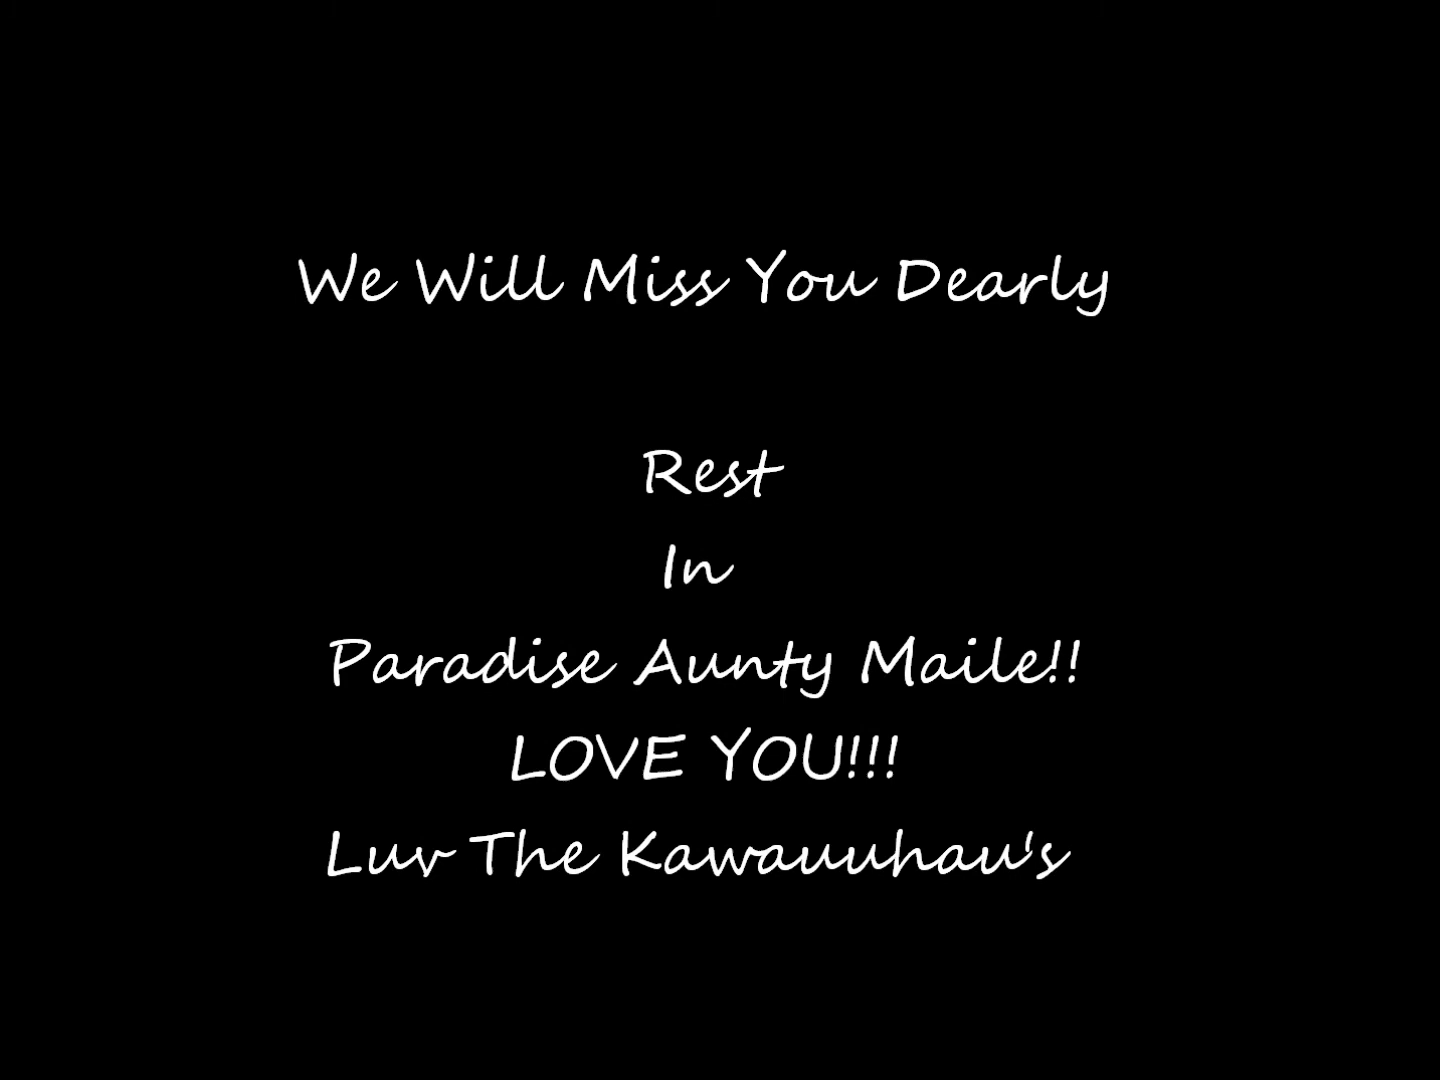 We Will Miss You Dearly
Rest
In
Paradise Aunty Maile!!
LOVE YOU!!!
Luv The Kawauuhau's